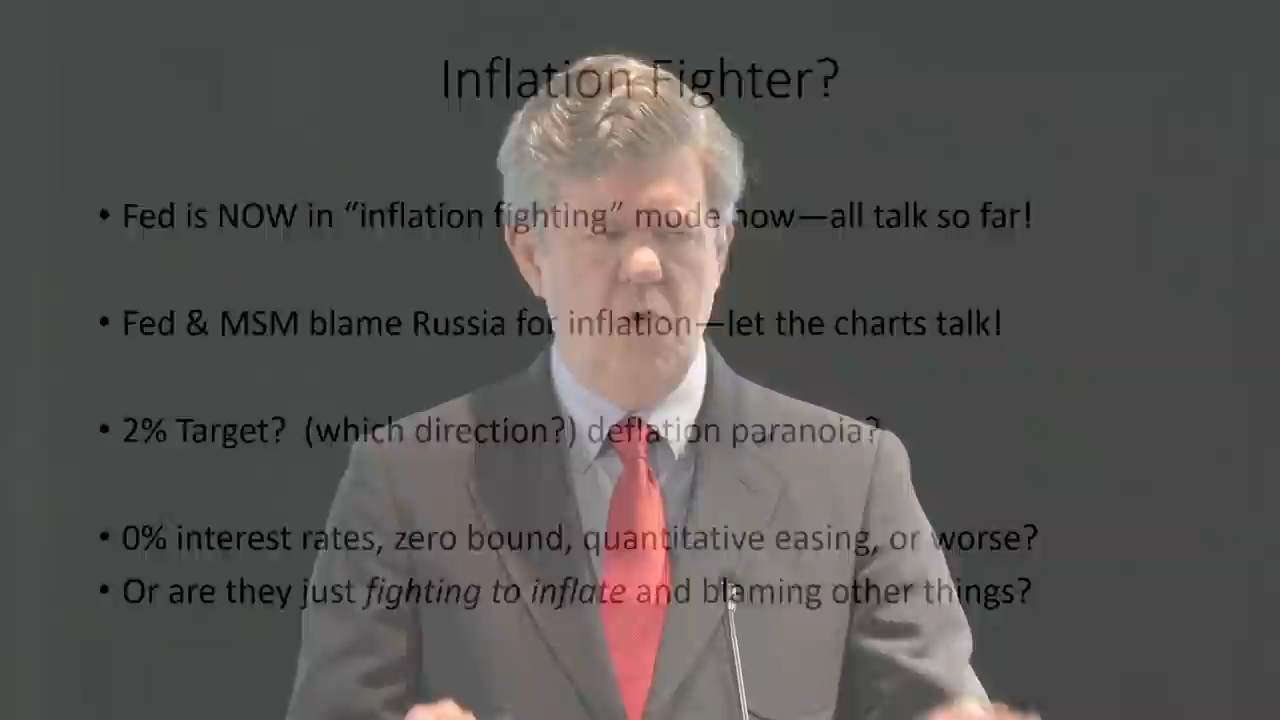 Inflation Fighter?
• Fed is NOW in “inflation fighting” mode now—all talk so far!
• Fed & MSM blame Russia for inflation—let the charts talk!
• 2% Target? (which direction?) deflation paranoia?
• 0% interest rates, zero bound, quantitative easing, or worse?
• Or are they just fighting to inflate and blaming other things?